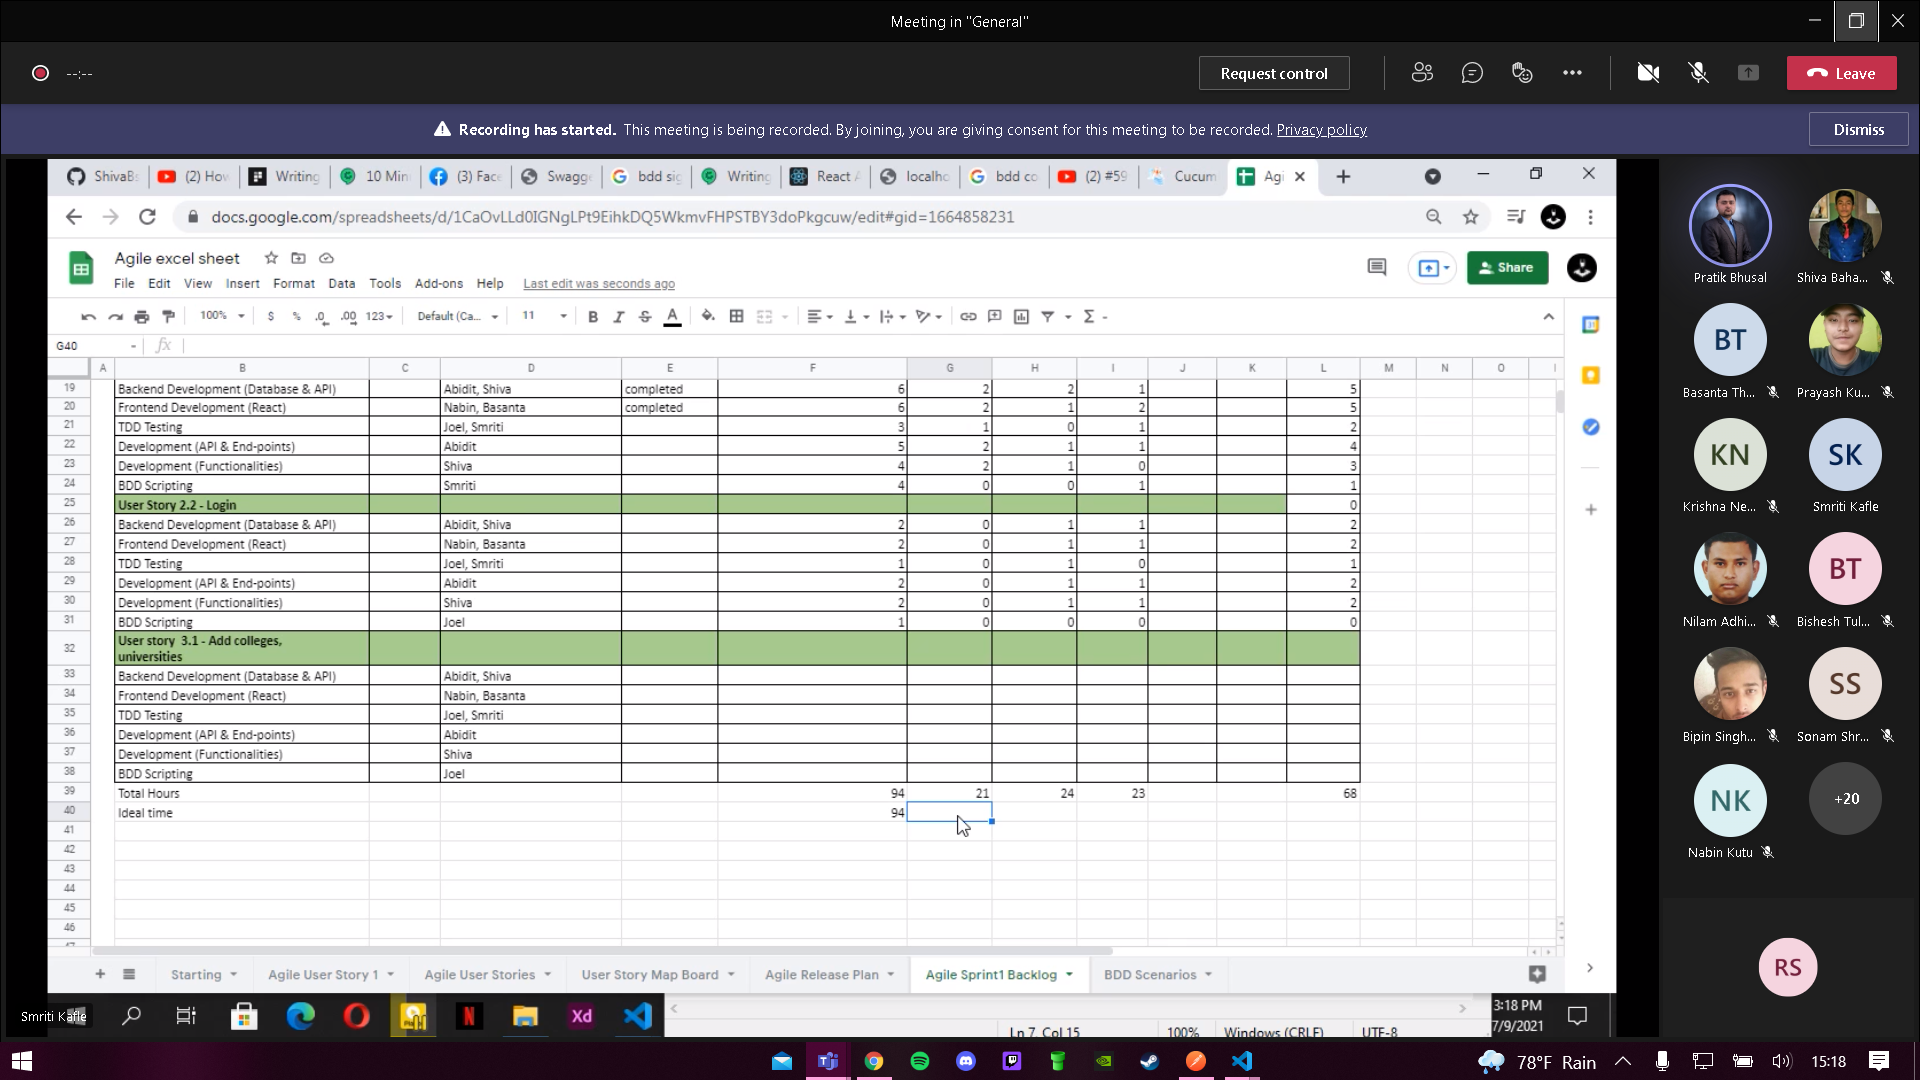 Meeting in "General"
--:--
Request control
Leave
Recording has started. This meeting is being recorded. By joining, you are giving consent for this meeting to be recorded. Privacy policy
Dismiss
ShivaB (2) How Writing 10 Min (3) Face Swagge bdd sig Writing React A localho bdd co (2) #59 Cucum Agi
docs.google.com/spreadsheets/d/1CaOvLLd0IGNgLPt9EihkDQ5WkmvFHPSTBY3doPkgcuw/edit#gid=1664858231
Agile excel sheet
Share
File Edit View Insert Format Data Tools Add-ons Help Last edit was seconds ago
100% $ % .0 .00 123 Default (Ca... 11 B I S A
G40 fx
A B C D E F G H I J K L M N O
19 Backend Development (Database & API) Abidit, Shiva completed 6 2 2 1 5
20 Frontend Development (React) Nabin, Basanta completed 6 2 1 2 5
21 TDD Testing Joel, Smriti 3 1 0 1 2
22 Development (API & End-points) Abidit 5 2 1 1 4
23 Development (Functionalities) Shiva 4 2 1 0 3
24 BDD Scripting Smriti 4 0 0 1 1
25 User Story 2.2 - Login 0
26 Backend Development (Database & API) Abidit, Shiva 2 0 1 1 2
27 Frontend Development (React) Nabin, Basanta 2 0 1 1 2
28 TDD Testing Joel, Smriti 1 0 1 0 1
29 Development (API & End-points) Abidit 2 0 1 1 2
30 Development (Functionalities) Shiva 2 0 1 1 2
31 BDD Scripting Joel 1 0 0 0 0
32 User story 3.1 - Add colleges,
universities
33 Backend Development (Database & API) Abidit, Shiva
34 Frontend Development (React) Nabin, Basanta
35 TDD Testing Joel, Smriti
36 Development (API & End-points) Abidit
37 Development (Functionalities) Shiva
38 BDD Scripting Joel
39 Total Hours 94 21 24 23 68
40 Ideal time 94
41
42
43
44
45
46
47
Starting Agile User Story 1 Agile User Stories User Story Map Board Agile Release Plan Agile Sprint1 Backlog BDD Scenarios
Smriti Kafle
N
Xd
3:18 PM
7/9/2021
Ln 7, Col 15 100% Windows (CRLF) UTF-8
Pratik Bhusal Shiva Baha...
BT
Basanta Th... Prayash Ku...
KN SK
Krishna Ne... Smriti Kafle
BT
Nilam Adhi... Bishesh Tul...
SS
Bipin Singh... Sonam Shr...
NK +20
Nabin Kutu
RS
78°F Rain 15:18